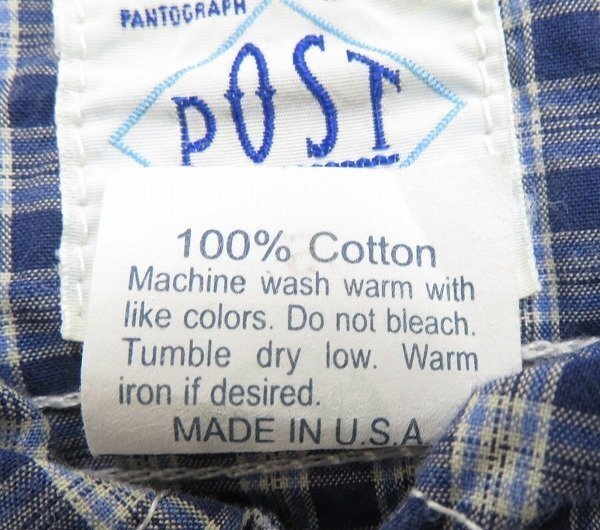 PANTOGRAPH
POST
100% Cotton
Machine wash warm with
like colors. Do not bleach.
Tumble dry low. Warm
iron if desired.
MADE IN U.S.A